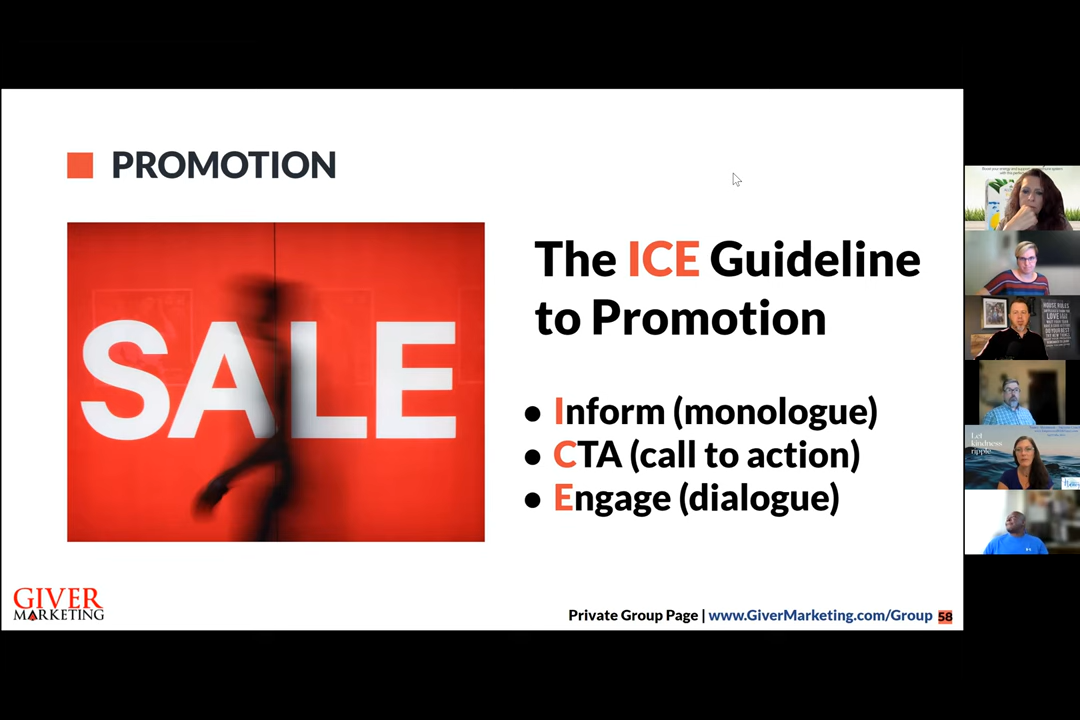 PROMOTION
SALE
The ICE Guideline
to Promotion
● Inform (monologue)
● CTA (call to action)
● Engage (dialogue)
GIVER
MARKETING
Private Group Page | www.GiverMarketing.com/Group 58
HOUSE RULES
LOVE
Let
kindness
ripple